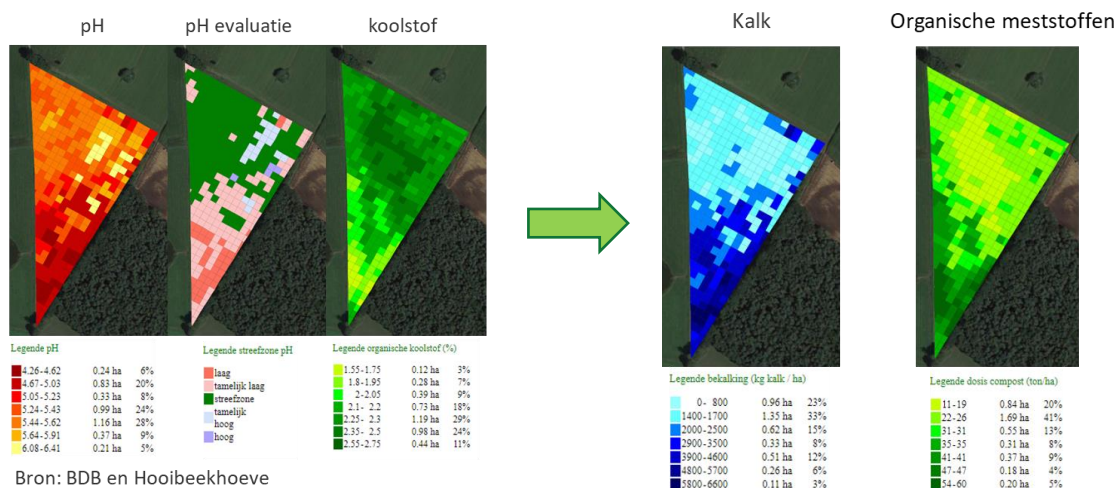 pH
pH evaluatie
koolstof
Kalk
Organische meststoffen
Legende pH
4.26-4.62 0.24 ha 6%
4.67-5.03 0.83 ha 20%
5.05-5.23 0.33 ha 8%
5.24-5.43 0.99 ha 24%
5.44-5.62 1.16 ha 28%
5.64-5.91 0.37 ha 9%
6.08-6.41 0.21 ha 5%
Legende streefzone pH
laag
tamelijk laag
streefzone
tamelijk
hoog
hoog
Legende organische koolstof (%)
1.55-1.75 0.12 ha 3%
1.8-1.95 0.28 ha 7%
2-2.05 0.39 ha 9%
2.1- 2.2 0.73 ha 18%
2.25- 2.3 1.19 ha 29%
2.35- 2.5 0.98 ha 24%
2.55-2.75 0.44 ha 11%
Legende bekalking (kg kalk / ha)
0- 800 0.96 ha 23%
1400-1700 1.35 ha 33%
2000-2500 0.62 ha 15%
2900-3500 0.33 ha 8%
3900-4600 0.51 ha 12%
4800-5700 0.26 ha 6%
5800-6600 0.11 ha 3%
Legende dosis compost (ton/ha)
11-19 0.84 ha 20%
22-26 1.69 ha 41%
31-31 0.55 ha 13%
35-35 0.31 ha 8%
41-41 0.37 ha 9%
47-47 0.18 ha 4%
54-60 0.20 ha 5%
Bron: BDB en Hooibeekhoeve